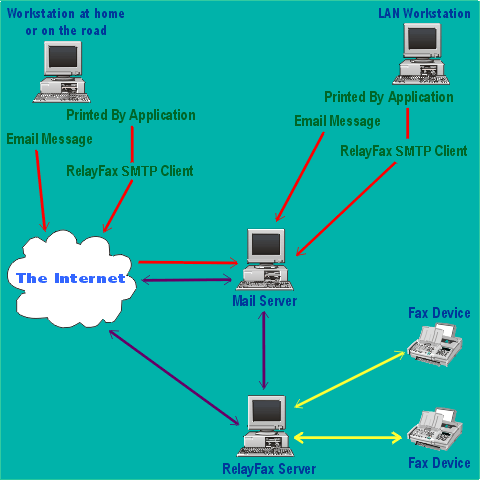 Workstation at home
or on the road
LAN Workstation
Printed By Application
Email Message
RelayFax SMTP Client
Printed By Application
Email Message
RelayFax SMTP Client
The Internet
Mail Server
Fax Device
RelayFax Server
Fax Device